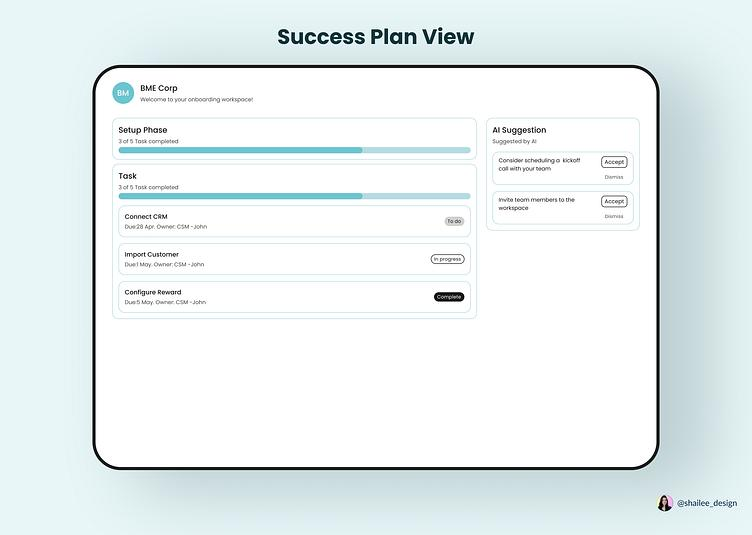 Success Plan View
BM
BME Corp
Welcome to your onboarding workspace!
Setup Phase
3 of 5 Task completed
Task
3 of 5 Task completed
Connect CRM
Due:28 Apr. Owner: CSM -John
To do
Import Customer
Due:1 May. Owner: CSM -John
In progress
Configure Reward
Due:5 May. Owner: CSM -John
Complete
AI Suggestion
Suggested by AI
Consider scheduling a kickoff
call with your team
Accept
Dismiss
Invite team members to the
workspace
Accept
Dismiss
@shailee_design